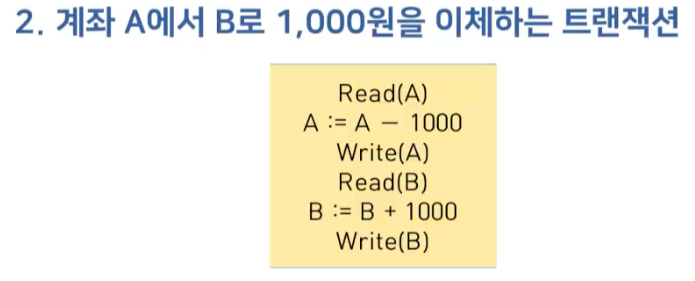 2. 계좌 A에서 B로 1,000원을 이체하는 트랜잭션
Read(A)
A := A − 1000
Write(A)
Read(B)
B := B + 1000
Write(B)